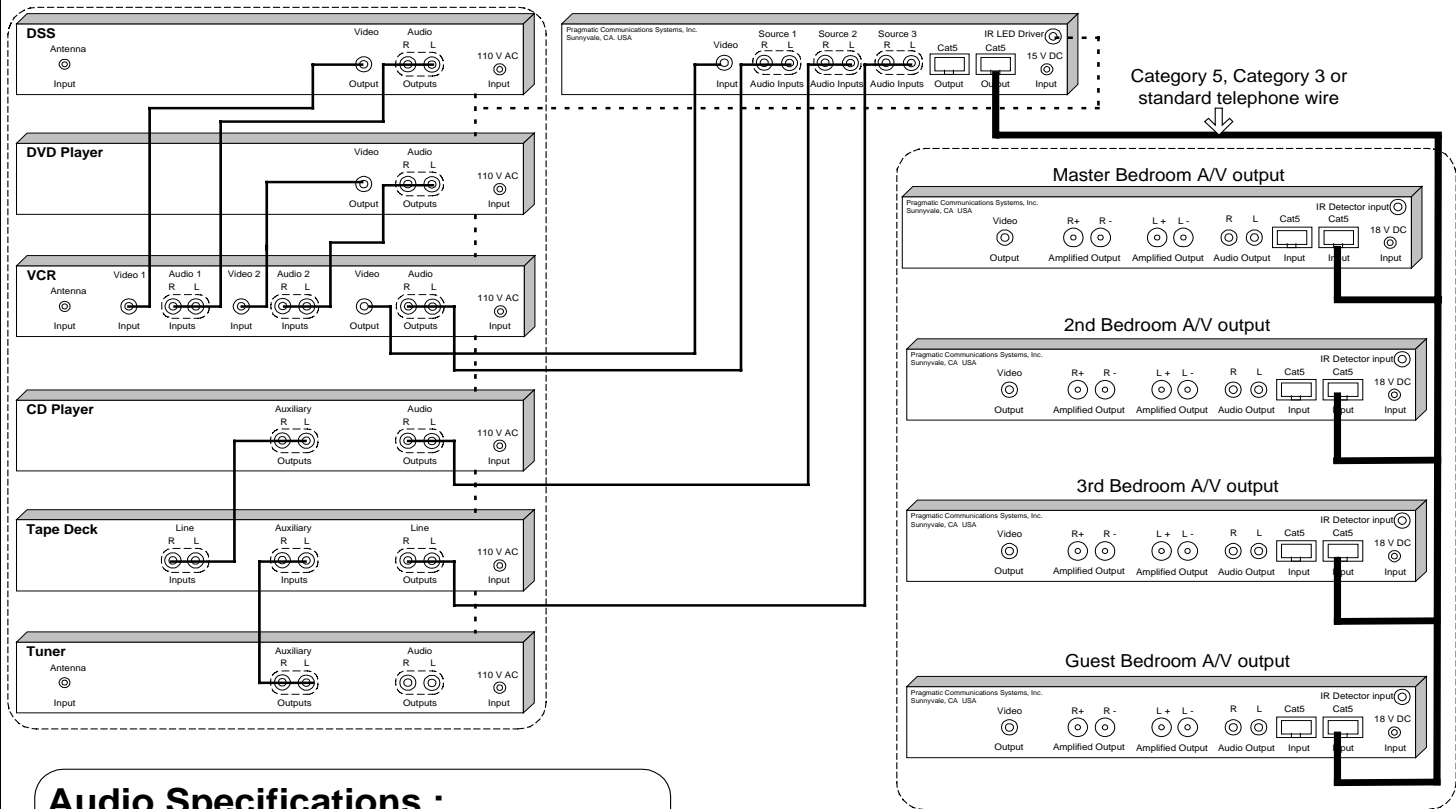 DSS
Video Audio
Antenna R L 110 V AC
Input Output Outputs Input
DVD Player
Video Audio
R L 110 V AC
Output Outputs Input
VCR
Video 1 Audio 1 Video 2 Audio 2 Video Audio
Antenna R L R L R L 110 V AC
Input Input Inputs Input Inputs Output Outputs Input
CD Player
Auxiliary Audio
R L R L 110 V AC
Outputs Outputs Input
Tape Deck
Line Auxiliary Line
R L R L R L 110 V AC
Inputs Inputs Outputs Input
Tuner
Auxiliary Audio
Antenna R L R L 110 V AC
Input Outputs Outputs Input
Pragmatic Communications Systems, Inc.
Sunnyvale, CA. USA
Source 1 Source 2 Source 3 IR LED Driver
Video R L R L R L Cat5 Cat5 15 V DC
Input Audio Inputs Audio Inputs Audio Inputs Output Output Input
Category 5, Category 3 or
standard telephone wire
Master Bedroom A/V output
Pragmatic Communications Systems, Inc.
Sunnyvale, CA USA
IR Detector input
Video R+ R - L + L - R L Cat5 Cat5 18 V DC
Output Amplified Output Amplified Output Audio Output Input Input Input
2nd Bedroom A/V output
Pragmatic Communications Systems, Inc.
Sunnyvale, CA USA
IR Detector input
Video R+ R - L + L - R L Cat5 Cat5 18 V DC
Output Amplified Output Amplified Output Audio Output Input Input Input
3rd Bedroom A/V output
Pragmatic Communications Systems, Inc.
Sunnyvale, CA USA
IR Detector input
Video R+ R - L + L - R L Cat5 Cat5 18 V DC
Output Amplified Output Amplified Output Audio Output Input Input Input
Guest Bedroom A/V output
Pragmatic Communications Systems, Inc.
Sunnyvale, CA USA
IR Detector input
Video R+ R - L + L - R L Cat5 Cat5 18 V DC
Output Amplified Output Amplified Output Audio Output Input Input Input
Audio Specifications :